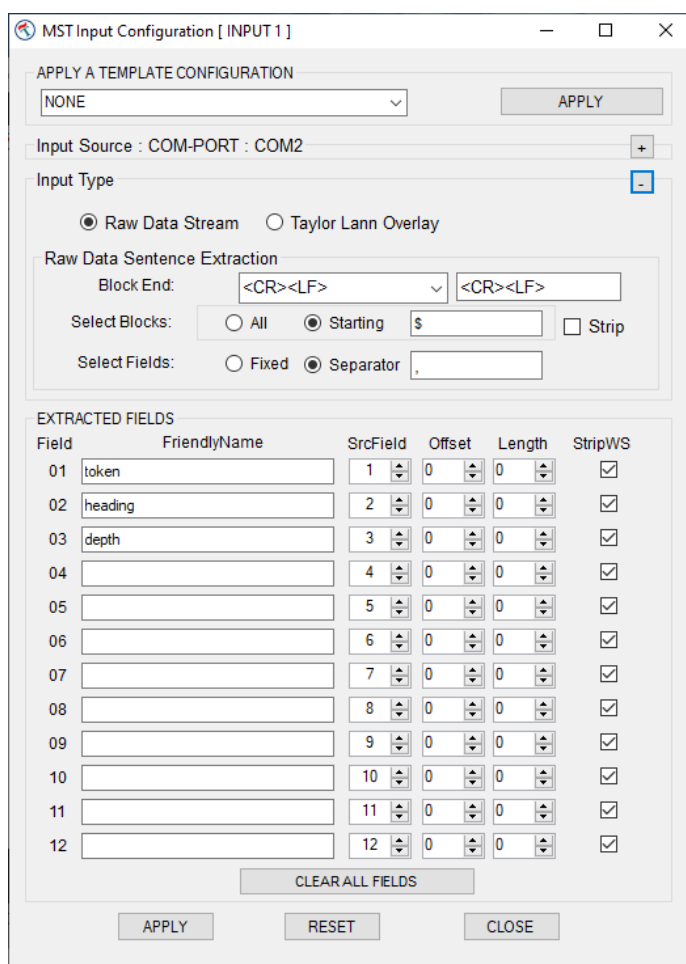 MST Input Configuration [ INPUT 1 ]
APPLY A TEMPLATE CONFIGURATION
NONE APPLY
Input Source : COM-PORT : COM2 +
Input Type -
Raw Data Stream Taylor Lann Overlay
Raw Data Sentence Extraction
Block End: <CR><LF> <CR><LF>
Select Blocks: All Starting $ Strip
Select Fields: Fixed Separator ,
EXTRACTED FIELDS
Field FriendlyName SrcField Offset Length StripWS
01 token 1 0 0
02 heading 2 0 0
03 depth 3 0 0
04 4 0 0
05 5 0 0
06 6 0 0
07 7 0 0
08 8 0 0
09 9 0 0
10 10 0 0
11 11 0 0
12 12 0 0
CLEAR ALL FIELDS
APPLY RESET CLOSE